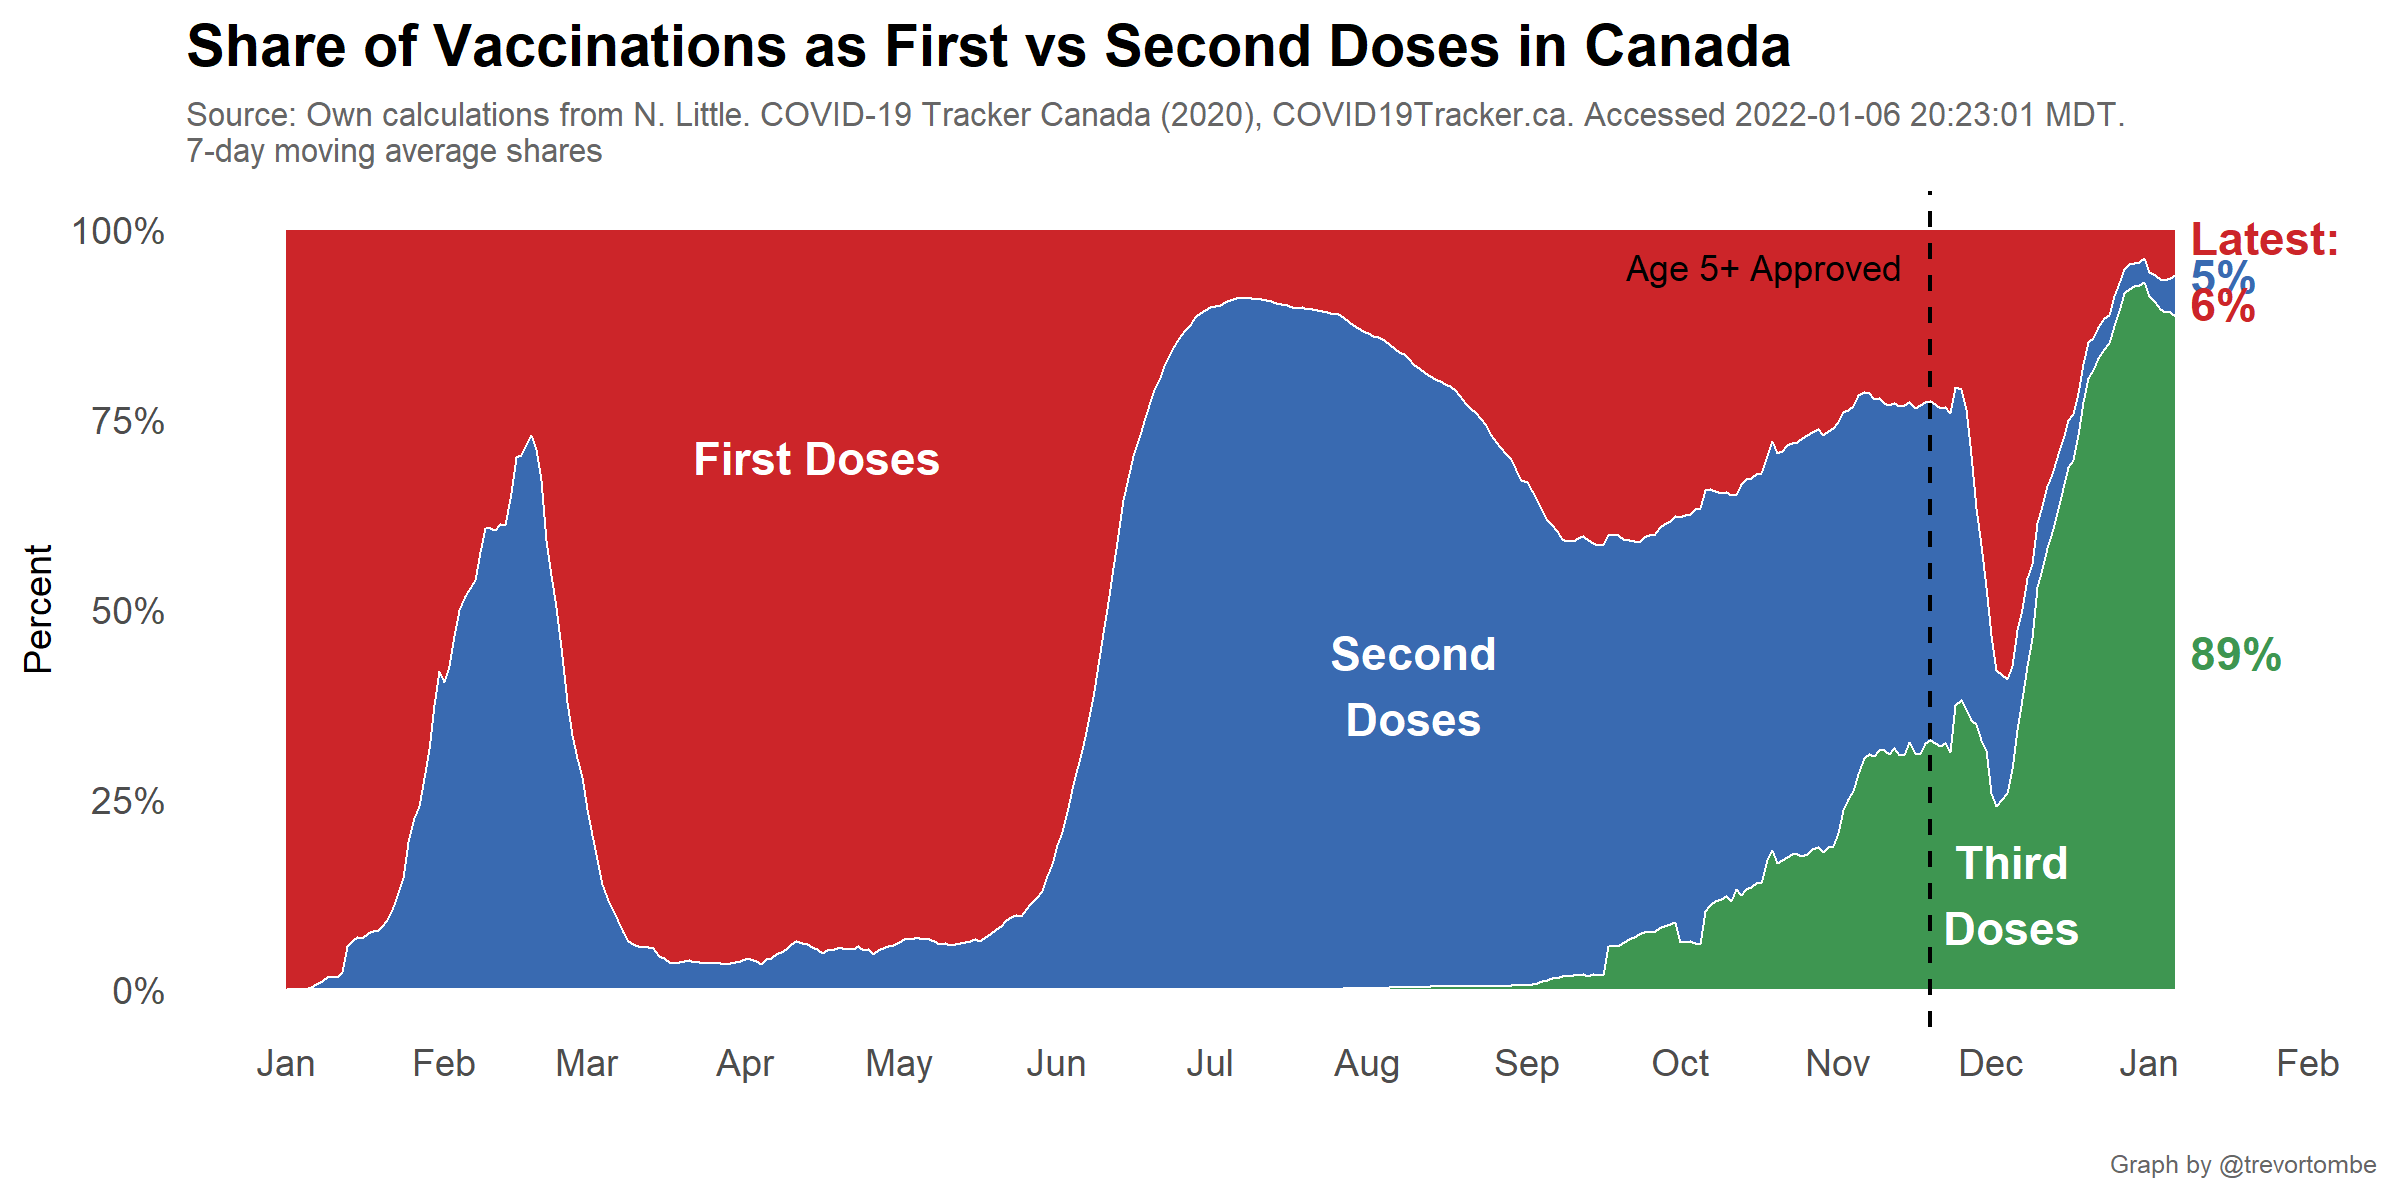 Share of Vaccinations as First vs Second Doses in Canada
Source: Own calculations from N. Little. COVID-19 Tracker Canada (2020), COVID19Tracker.ca. Accessed 2022-01-06 20:23:01 MDT.
7-day moving average shares
100%
75%
50%
25%
0%
Percent
Age 5+ Approved
First Doses
Second
Doses
Third
Doses
Latest:
5%
6%
89%
Jan Feb Mar Apr May Jun Jul Aug Sep Oct Nov Dec Jan Feb
Graph by @trevortombe